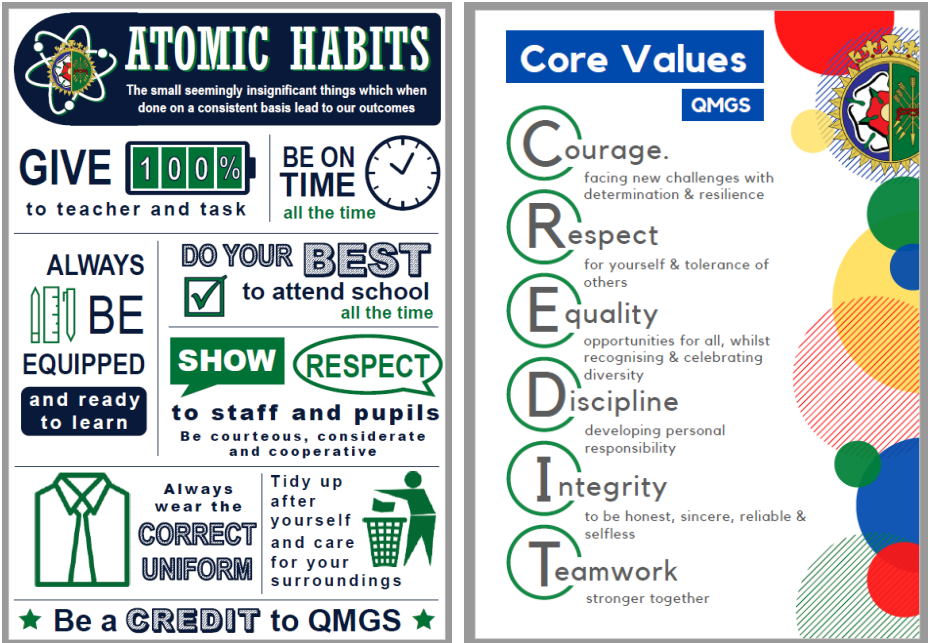 ATOMIC HABITS
The small seemingly insignificant things which when
done on a consistent basis lead to our outcomes
GIVE 100%
to teacher and task
BE ON
TIME
all the time
ALWAYS
BE
EQUIPPED
and ready
to learn
DO YOUR BEST
to attend school
all the time
SHOW RESPECT
to staff and pupils
Be courteous, considerate
and cooperative
Always
wear the
CORRECT
UNIFORM
Tidy up
after
yourself
and care
for your
surroundings
Be a CREDIT to QMGS
Core Values
QMGS
Courage.
facing new challenges with
determination & resilience
Respect
for yourself & tolerance of
others
Equality
opportunities for all, whilst
recognising & celebrating
diversity
Discipline
developing personal
responsibility
Integrity
to be honest, sincere, reliable &
selfless
Teamwork
stronger together